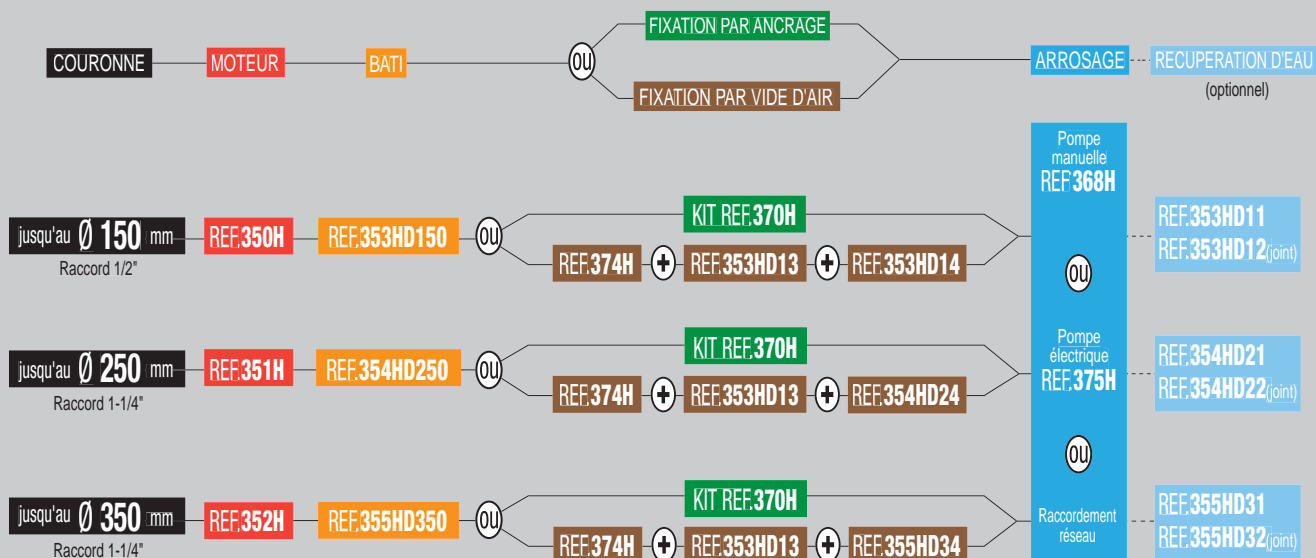 FIXATION PAR ANCRAGE
COURONNE MOTEUR BATI ou ARROSAGE RECUPERATION D'EAU
(optionnel)
FIXATION PAR VIDE D'AIR
Pompe
manuelle
REF.368H
jusqu'au Ø 150 mm REF.350H REF.353HD150 ou KIT REF.370H
Raccord 1/2"
REF.374H + REF.353HD13 + REF.353HD14
REF.353HD11
REF.353HD12(joint)
ou
jusqu'au Ø 250 mm REF.351H REF.354HD250 ou KIT REF.370H
Raccord 1-1/4"
REF.374H + REF.353HD13 + REF.354HD24
Pompe
électrique
REF.375H
REF.354HD21
REF.354HD22(joint)
ou
jusqu'au Ø 350 mm REF.352H REF.355HD350 ou KIT REF.370H
Raccord 1-1/4"
REF.374H + REF.353HD13 + REF.355HD34
Raccordement
réseau
REF.355HD31
REF.355HD32(joint)